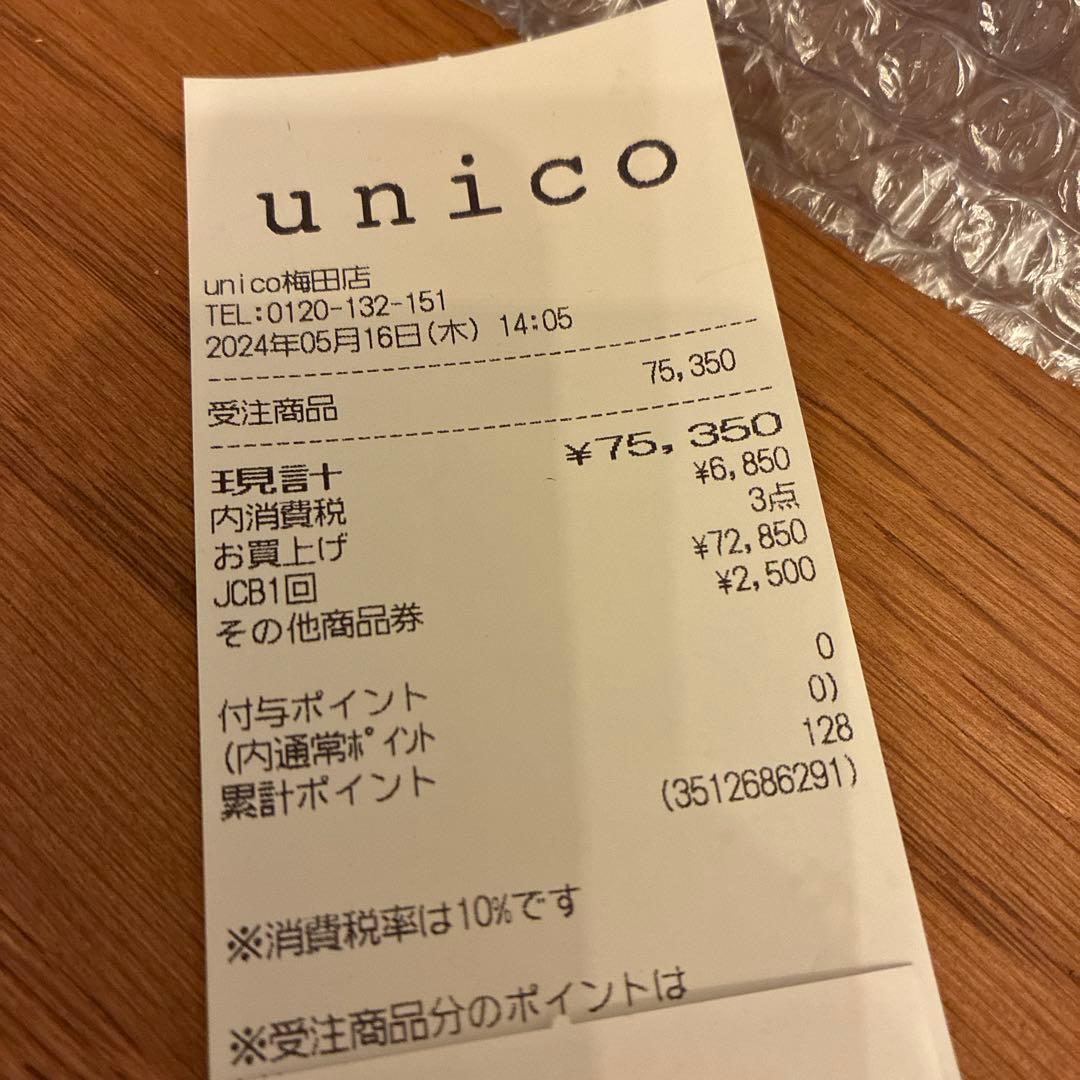 unico
unico梅田店
TEL:0120-132-151
2024年05月16日(木) 14:05
受注商品 75,350
現計 ¥75,350
内消費税 ¥6,850
お買上げ 3点
JCB1回 ¥72,850
その他商品券 ¥2,500
付与ポイント 0
(内通常ﾎﾟｲﾝﾄ 0)
累計ポイント 128
(3512686291)
※消費税率は10%です
※受注商品分のポイントは